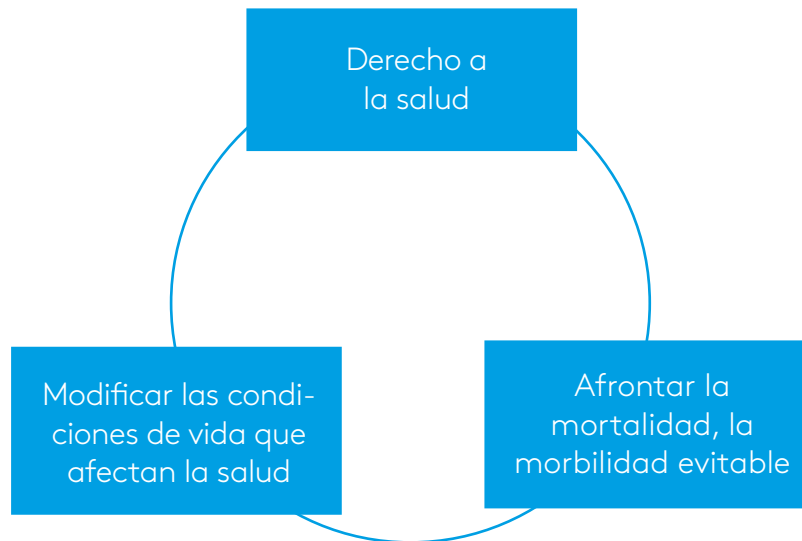 Derecho a
la salud
Modificar las condi-
ciones de vida que
afectan la salud
Afrontar la
mortalidad, la
morbilidad evitable